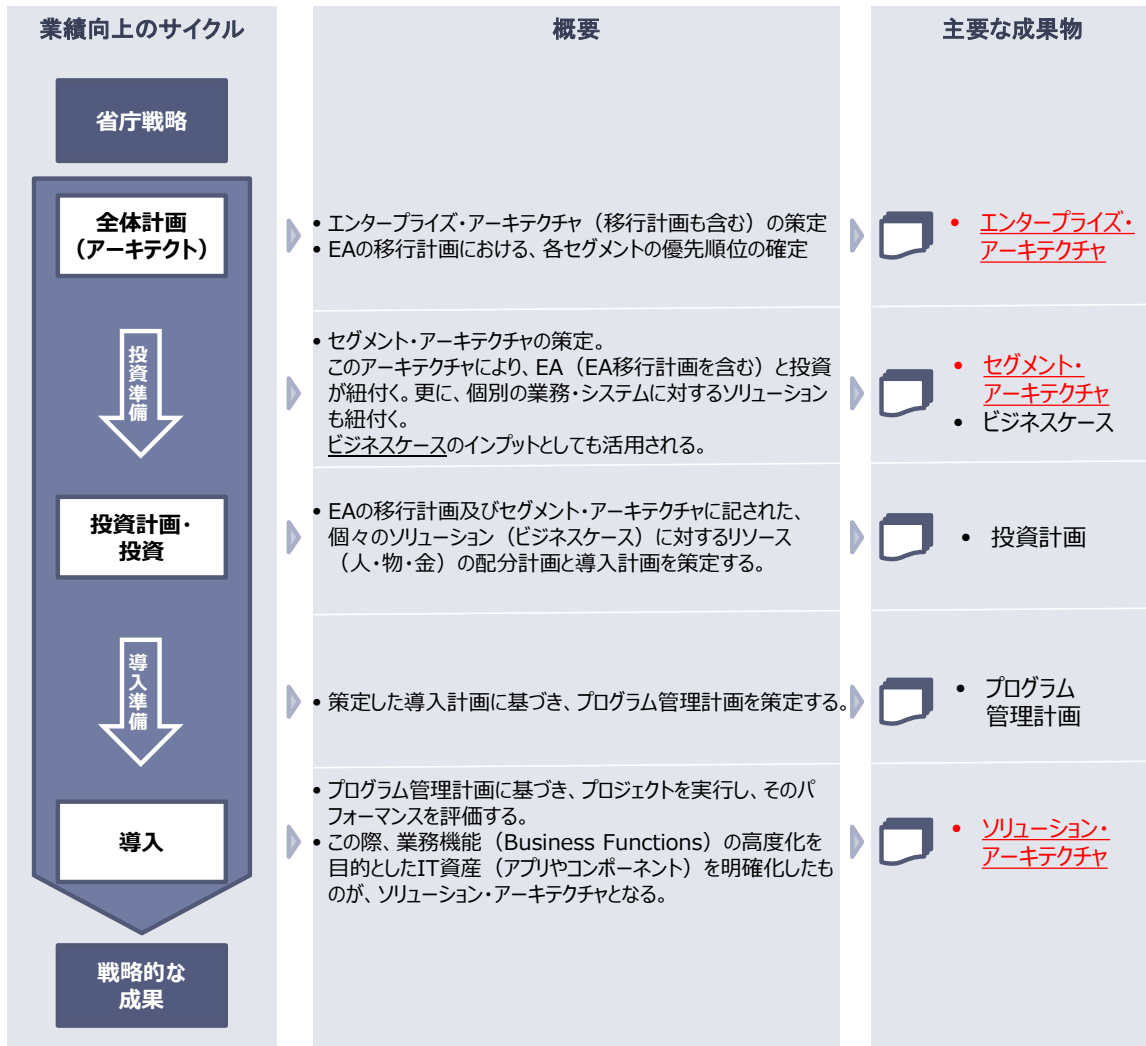 業績向上のサイクル
概要
主要な成果物
省庁戦略
全体計画
（アーキテクト）
• エンタープライズ・アーキテクチャ（移行計画も含む）の策定
• EAの移行計画における、各セグメントの優先順位の確定
• エンタープライズ・
アーキテクチャ
投資準備
• セグメント・アーキテクチャの策定。
このアーキテクチャにより、EA（EA移行計画を含む）と投資
が紐付く。更に、個別の業務・システムに対するソリューション
も紐付く。
ビジネスケースのインプットとしても活用される。
• セグメント・
アーキテクチャ
• ビジネスケース
投資計画・
投資
• EAの移行計画及びセグメント・アーキテクチャに記された、
個々のソリューション（ビジネスケース）に対するリソース
（人・物・金）の配分計画と導入計画を策定する。
• 投資計画
導入準備
• 策定した導入計画に基づき、プログラム管理計画を策定する。
• プログラム
管理計画
導入
• プログラム管理計画に基づき、プロジェクトを実行し、そのパ
フォーマンスを評価する。
• この際、業務機能（Business Functions）の高度化を
目的としたIT資産（アプリやコンポーネント）を明確化したも
のが、ソリューション・アーキテクチャとなる。
• ソリューション・
アーキテクチャ
戦略的な
成果